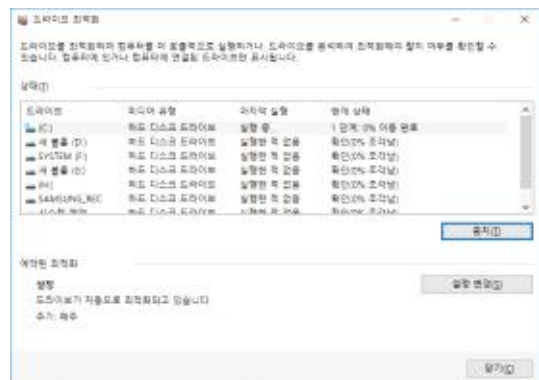 드라이브 최적화
드라이브를 최적화하여 컴퓨터를 더 효율적으로 실행하거나, 드라이브를 분석하여 최적화해야 할지 여부를 확인할 수
있습니다. 컴퓨터에 있거나 컴퓨터에 연결된 드라이브만 표시됩니다.
상태(T)
드라이브 미디어 유형 마지막 실행 현재 상태
(C:) 하드 디스크 드라이브 실행 중... 1 단계: 0% 이동 완료
새 볼륨 (D:) 하드 디스크 드라이브 실행한 적 없음 확인(0% 조각남)
SYSTEM (F:) 하드 디스크 드라이브 실행한 적 없음 확인(0% 조각남)
새 볼륨 하드 디스크 드라이브 실행한 적 없음 확인(0% 조각남)
(H:) 하드 디스크 드라이브 실행한 적 없음 확인(0% 조각남)
SAMSUNG_REC 하드 디스크 드라이브 실행한 적 없음 확인(0% 조각남)
중지(O)
예약된 최적화
설정 설정 변경(S)
드라이브가 자동으로 최적화되고 있습니다.
주기: 매주
닫기(C)